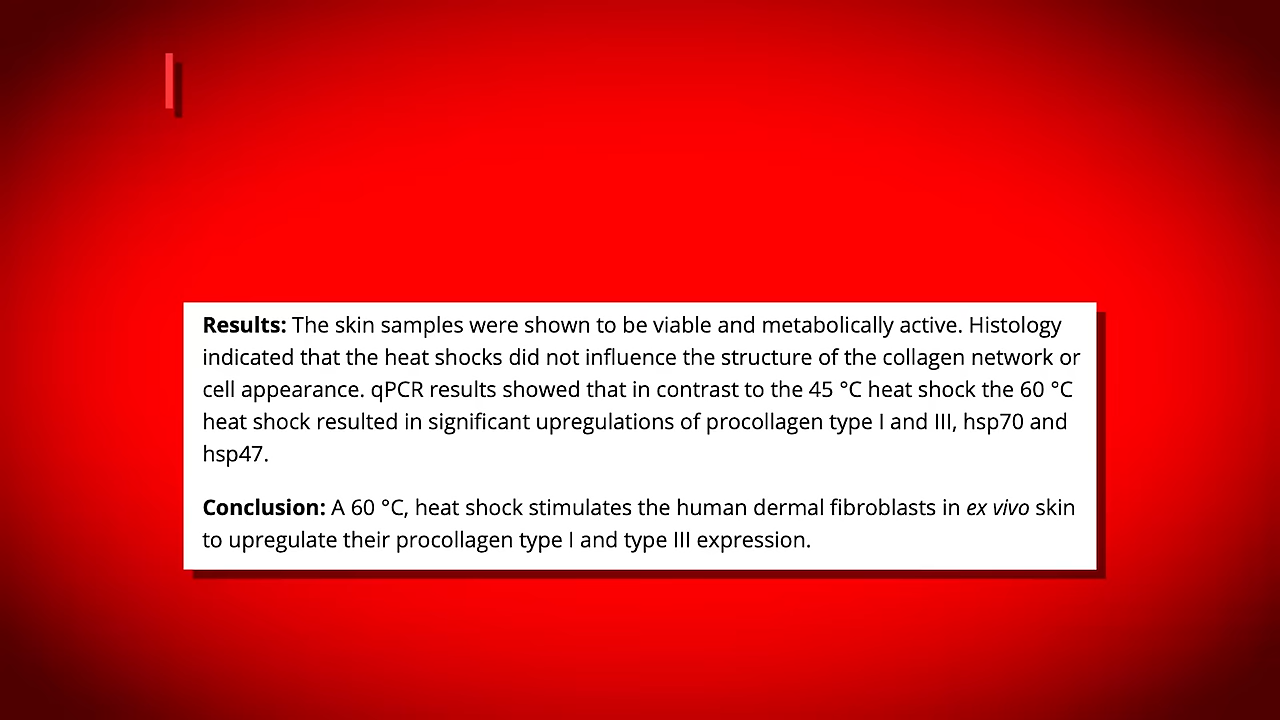 Results: The skin samples were shown to be viable and metabolically active. Histology
indicated that the heat shocks did not influence the structure of the collagen network or
cell appearance. qPCR results showed that in contrast to the 45 °C heat shock the 60 °C
heat shock resulted in significant upregulations of procollagen type I and III, hsp70 and
hsp47.
Conclusion: A 60 °C, heat shock stimulates the human dermal fibroblasts in ex vivo skin
to upregulate their procollagen type I and type III expression.